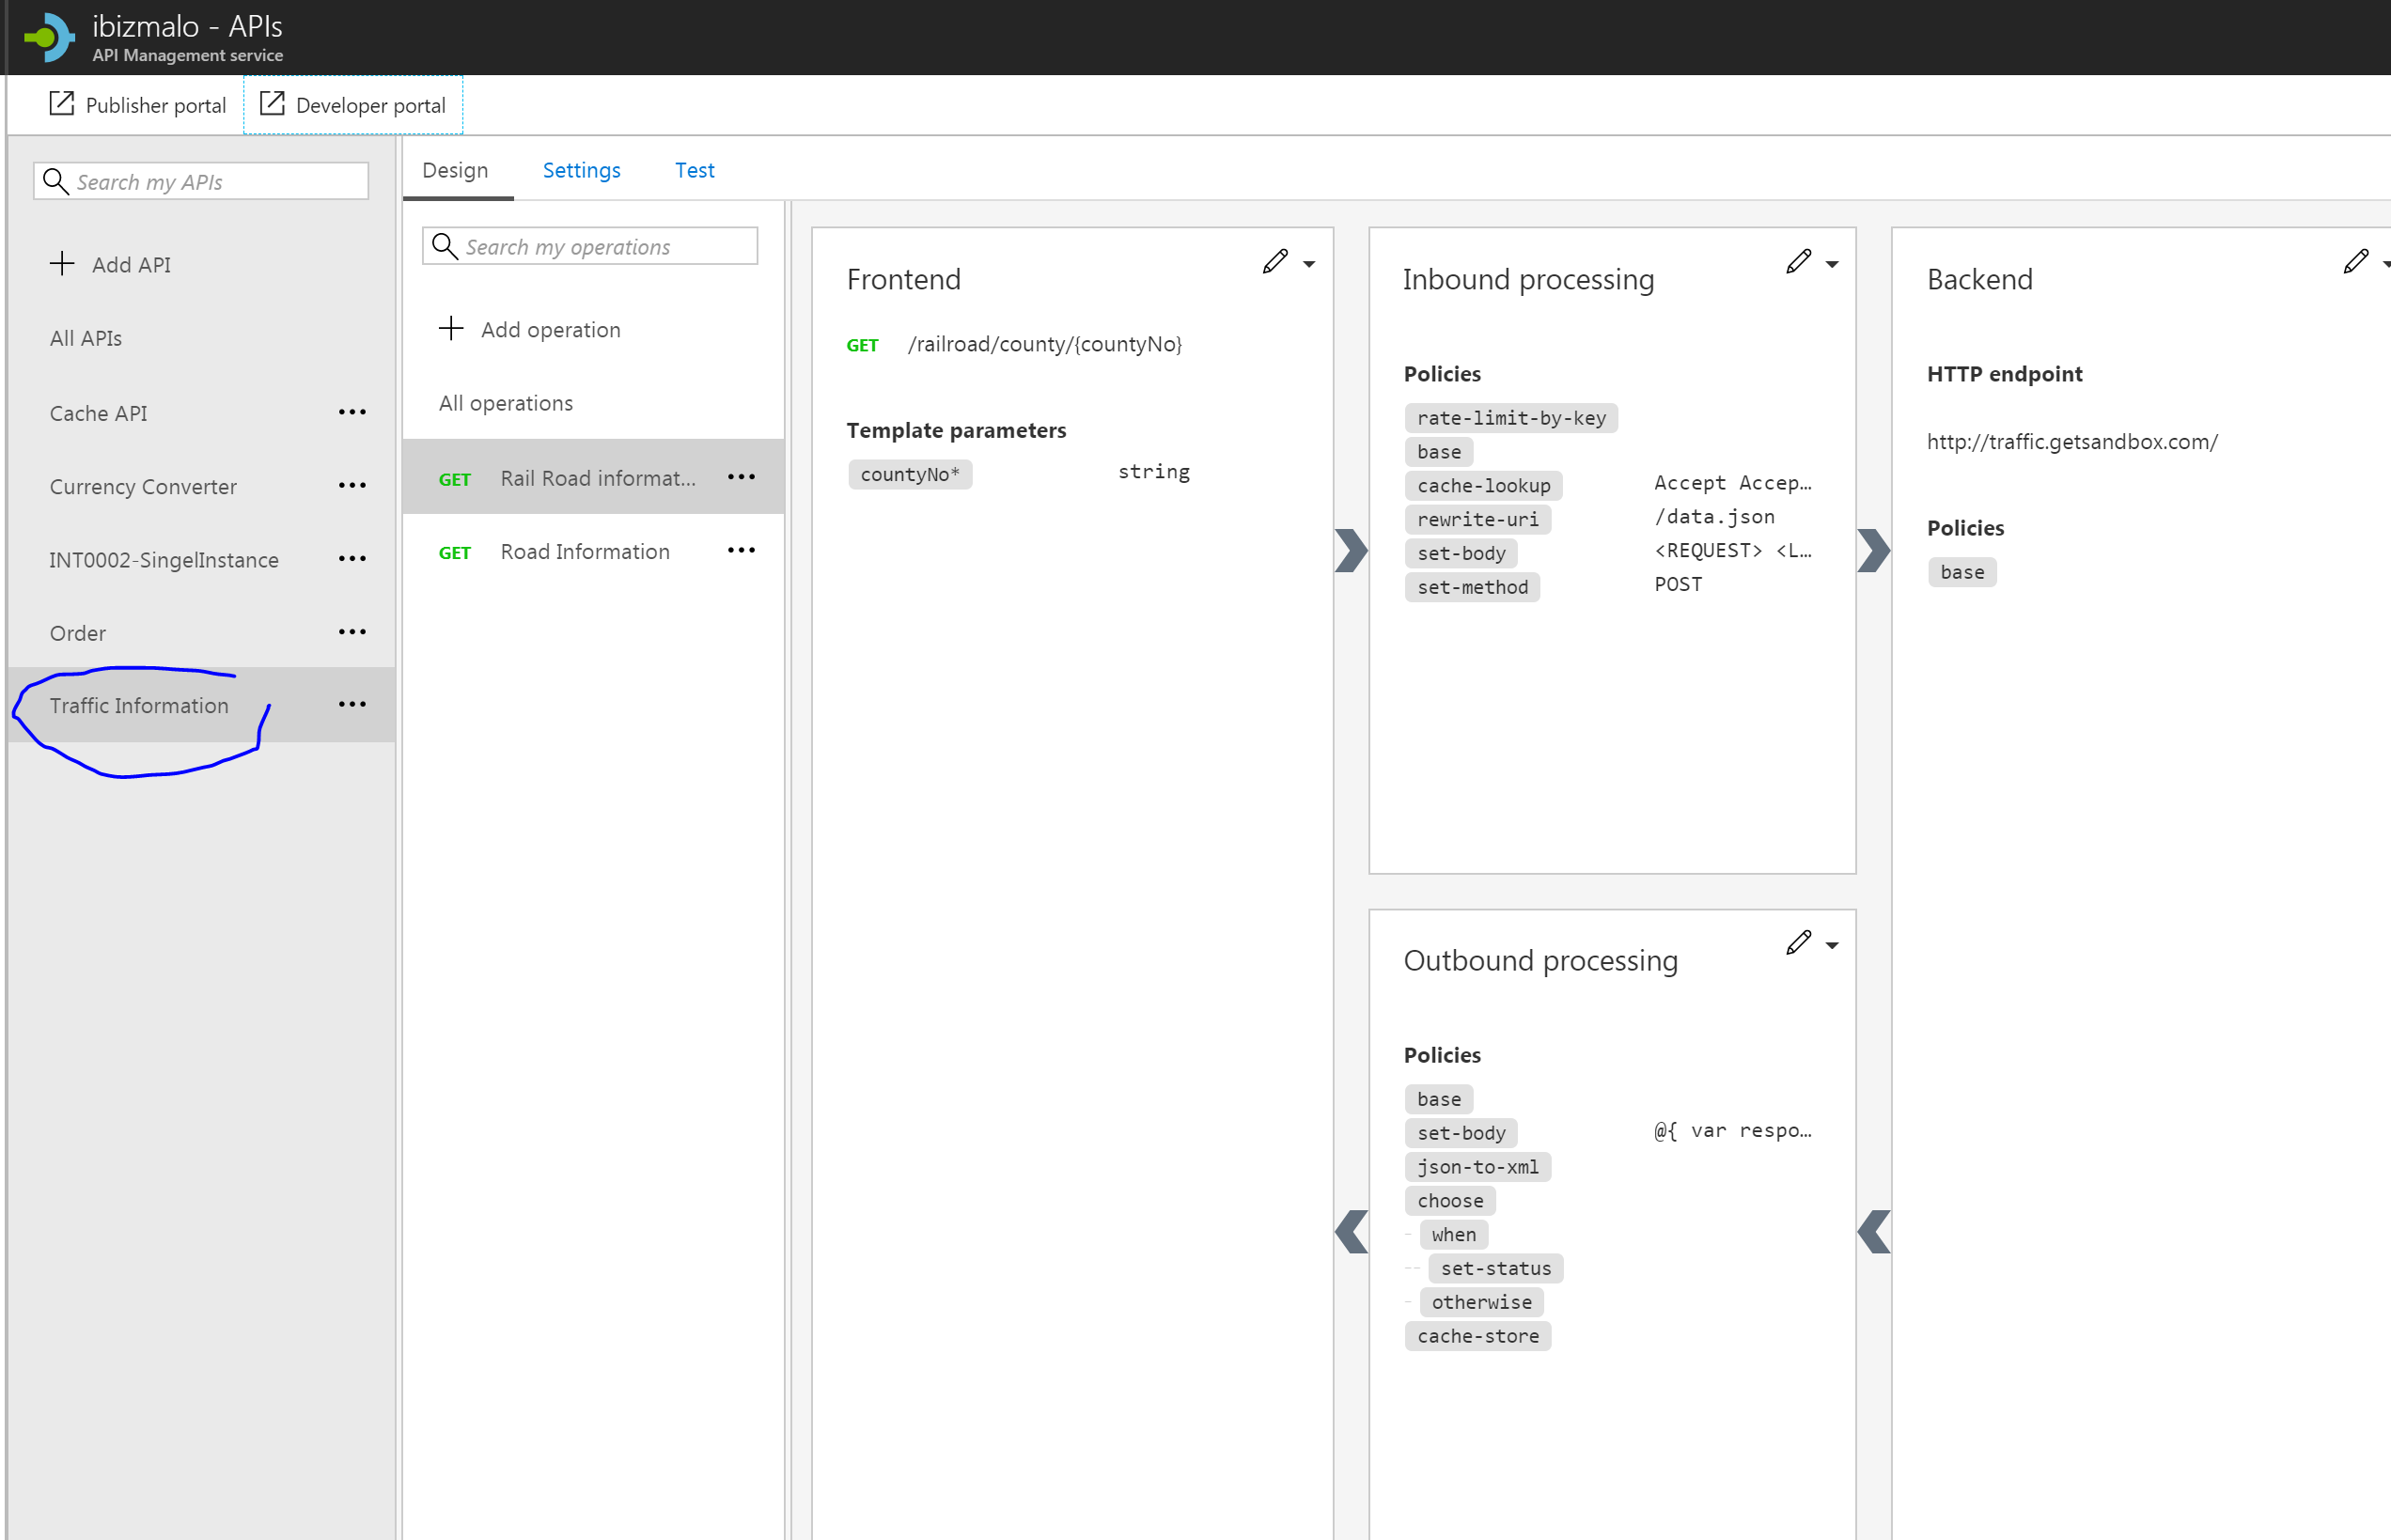 ibizmalo - APIs
API Management service
Publisher portal
Developer portal
Search my APIs
Add API
All APIs
Cache API
Currency Converter
INT0002-SingelInstance
Order
Traffic Information
Design
Settings
Test
Search my operations
Add operation
All operations
GET Rail Road informat...
GET Road Information
Frontend
GET /railroad/county/{countyNo}
Template parameters
countyNo* string
Inbound processing
Policies
rate-limit-by-key
base
cache-lookup Accept Accep...
rewrite-uri /data.json
set-body <REQUEST> <L...
set-method POST
Outbound processing
Policies
base
set-body @{ var respo...
json-to-xml
choose
- when
-- set-status
- otherwise
cache-store
Backend
HTTP endpoint
http://traffic.getsandbox.com/
Policies
base